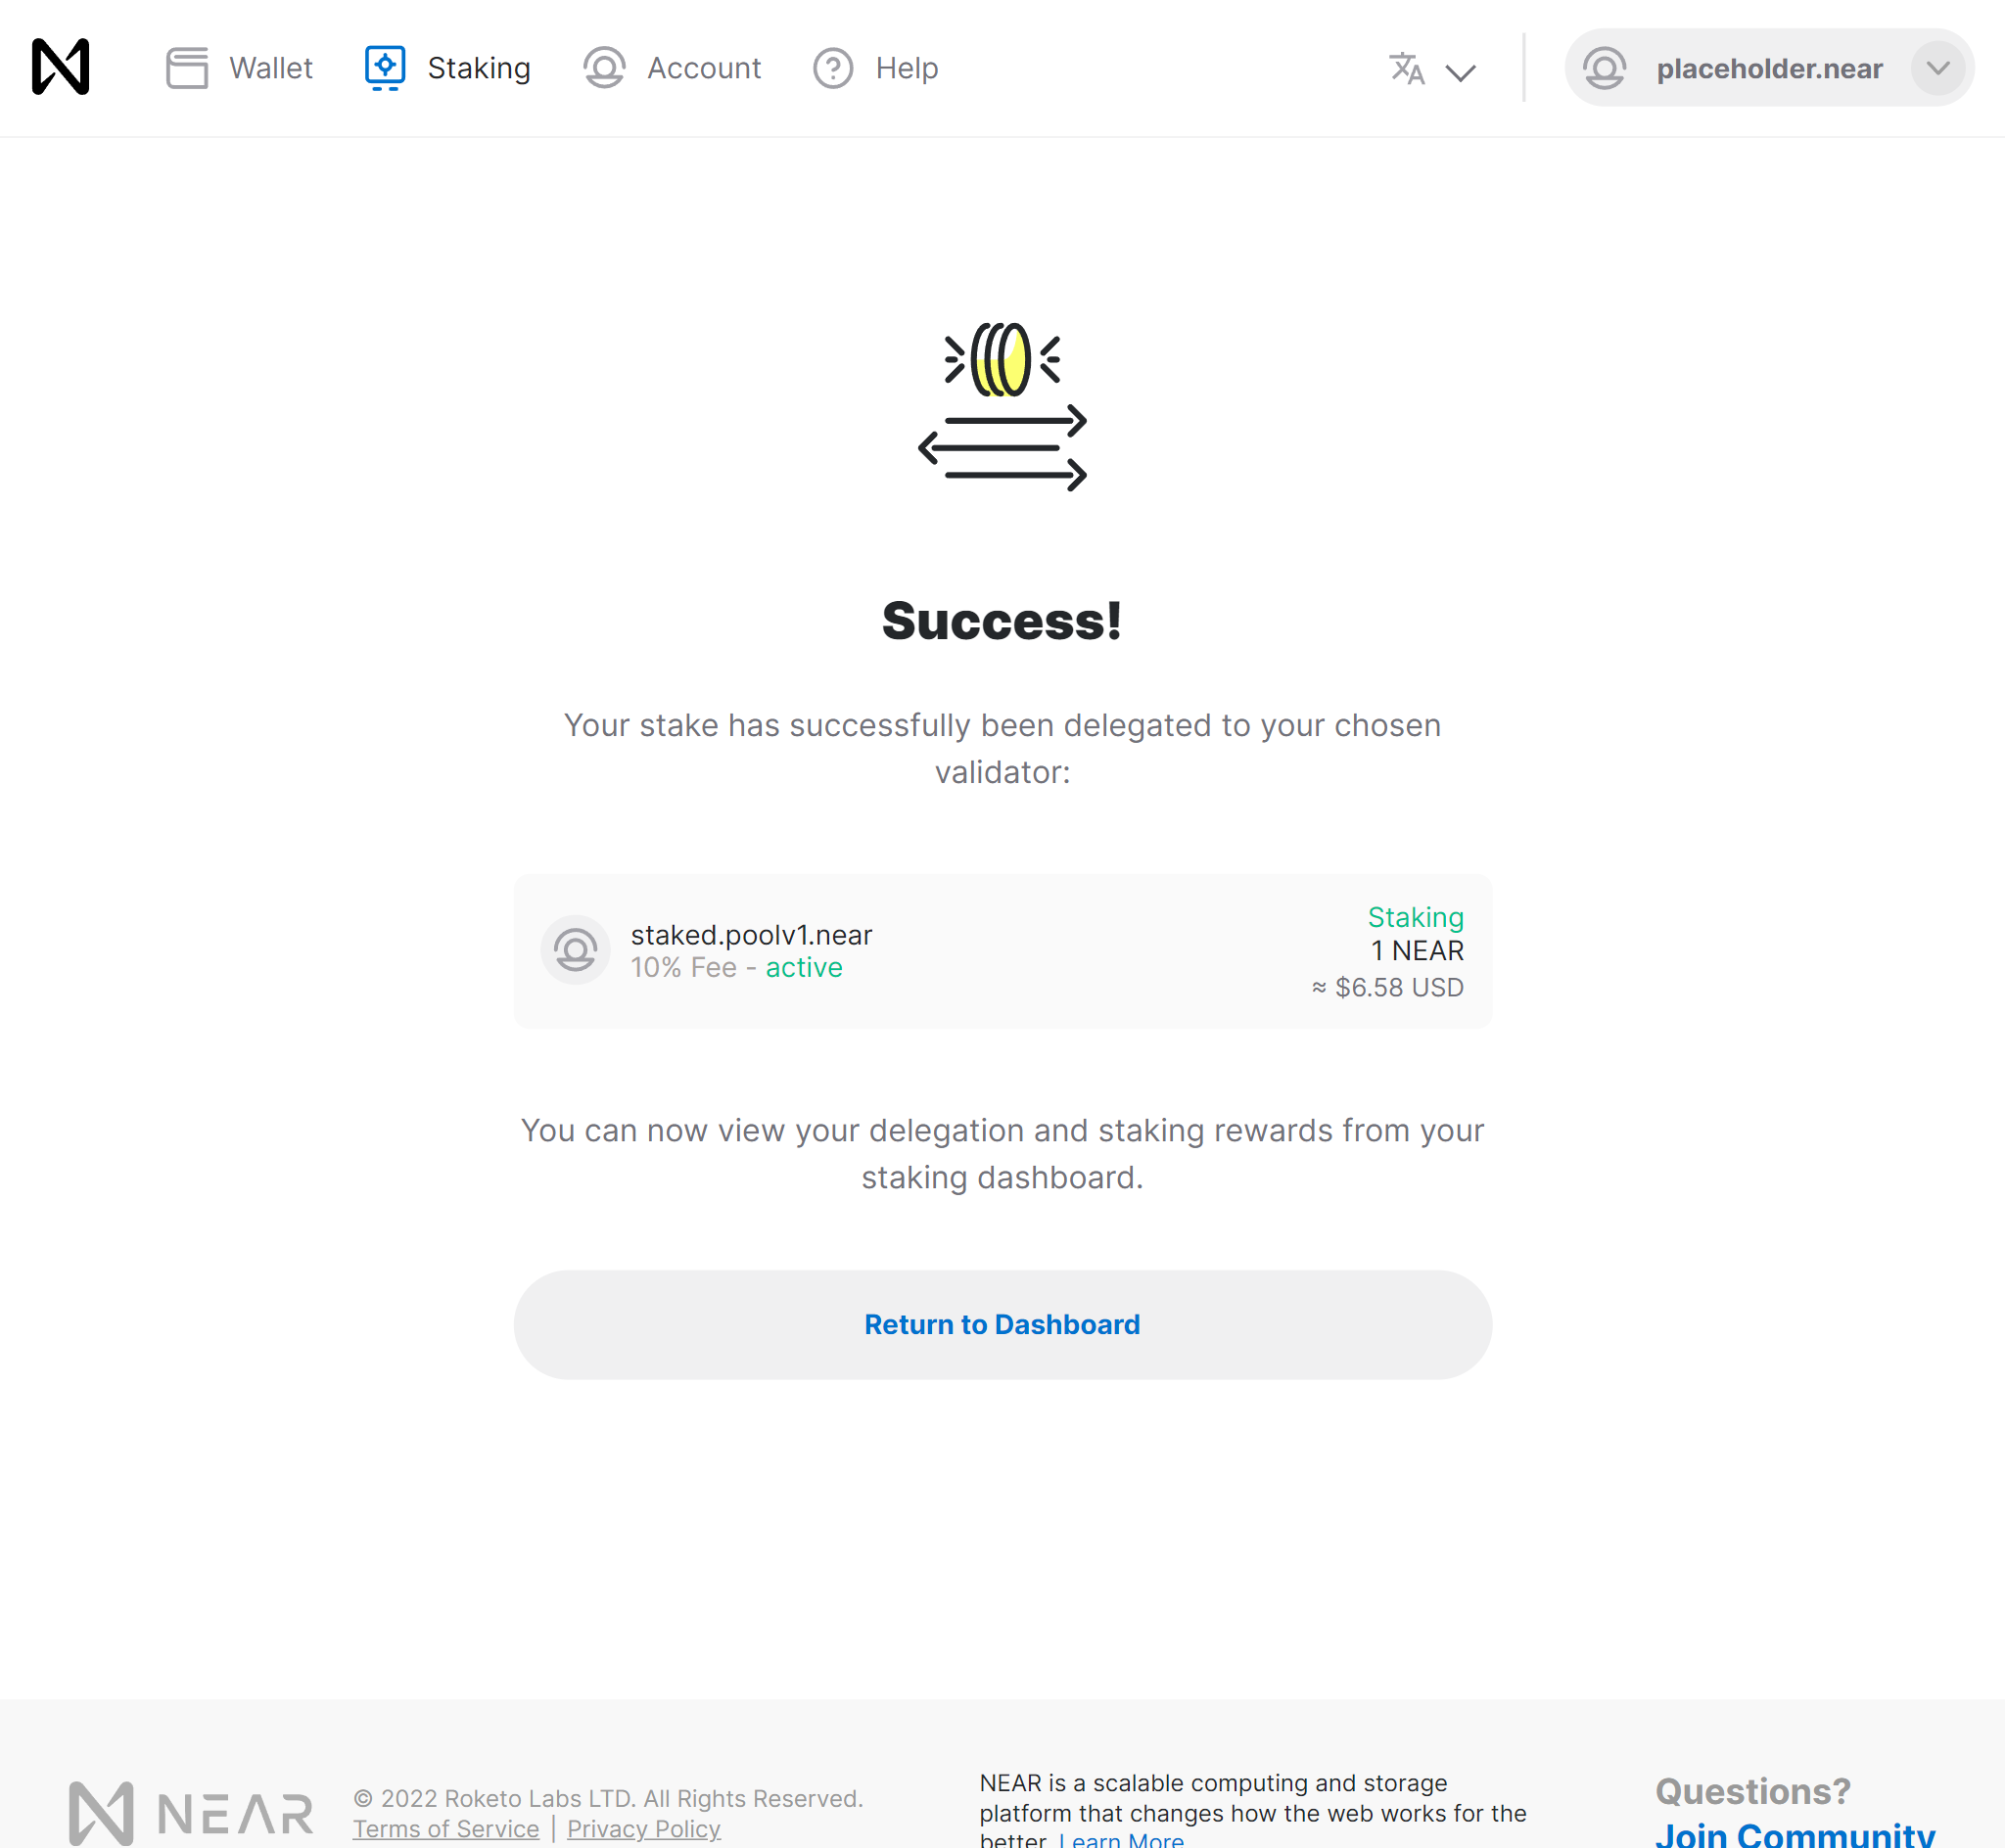 Wallet
Staking
Account
Help
placeholder.near
Success!
Your stake has successfully been delegated to your chosen
validator:
staked.poolv1.near
10% Fee - active
Staking
1 NEAR
≈ $6.58 USD
You can now view your delegation and staking rewards from your
staking dashboard.
Return to Dashboard
NEAR
© 2022 Roketo Labs LTD. All Rights Reserved.
Terms of Service | Privacy Policy
NEAR is a scalable computing and storage
platform that changes how the web works for the
better. Learn More
Questions?
Join Community